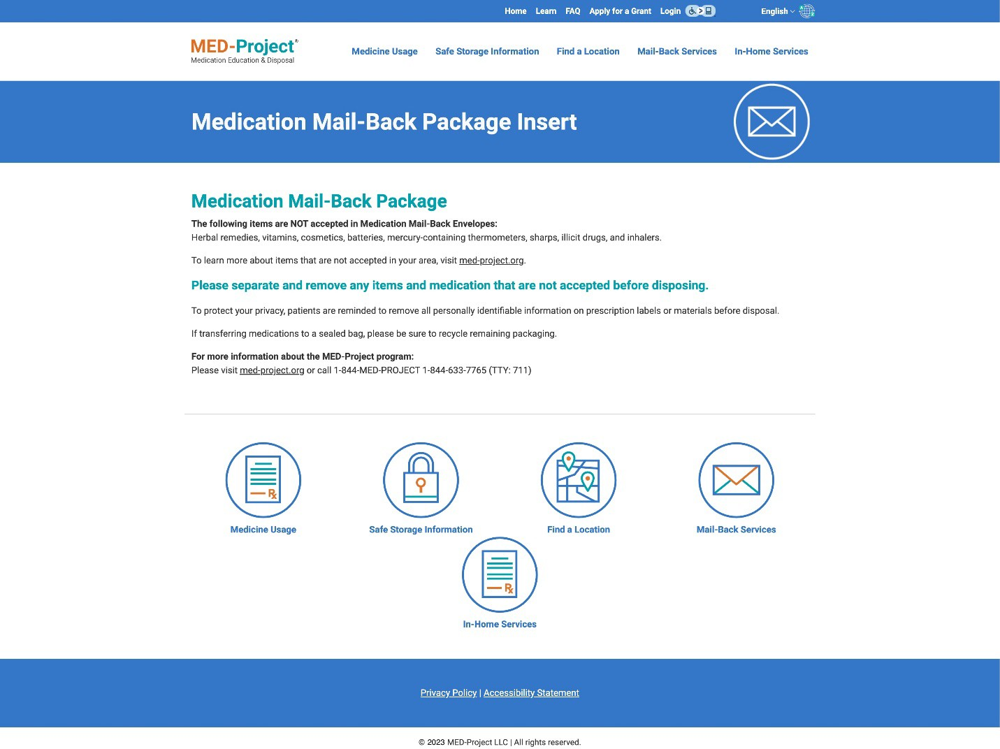 Home Learn FAQ Apply for a Grant Login English
MED-Project®
Medication Education & Disposal
Medicine Usage Safe Storage Information Find a Location Mail-Back Services In-Home Services
Medication Mail-Back Package Insert
Medication Mail-Back Package
The following items are NOT accepted in Medication Mail-Back Envelopes:
Herbal remedies, vitamins, cosmetics, batteries, mercury-containing thermometers, sharps, illicit drugs, and inhalers.
To learn more about items that are not accepted in your area, visit med-project.org.
Please separate and remove any items and medication that are not accepted before disposing.
To protect your privacy, patients are reminded to remove all personally identifiable information on prescription labels or materials before disposal.
If transferring medications to a sealed bag, please be sure to recycle remaining packaging.
For more information about the MED-Project program:
Please visit med-project.org or call 1-844-MED-PROJECT 1-844-633-7765 (TTY: 711)
Medicine Usage Safe Storage Information Find a Location Mail-Back Services
In-Home Services
Privacy Policy | Accessibility Statement
© 2023 MED-Project LLC | All rights reserved.